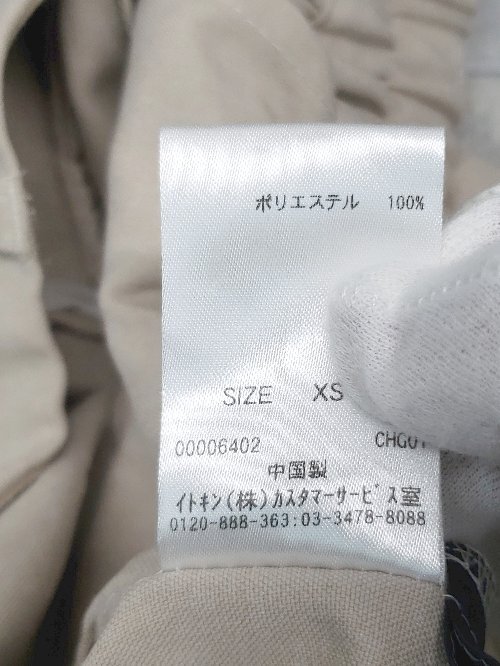 ポリエステル 100%
SIZE XS
00006402 CHG01
中国製
イトキン(株)カスタマーサービス室
0120-888-363:03-3478-8088